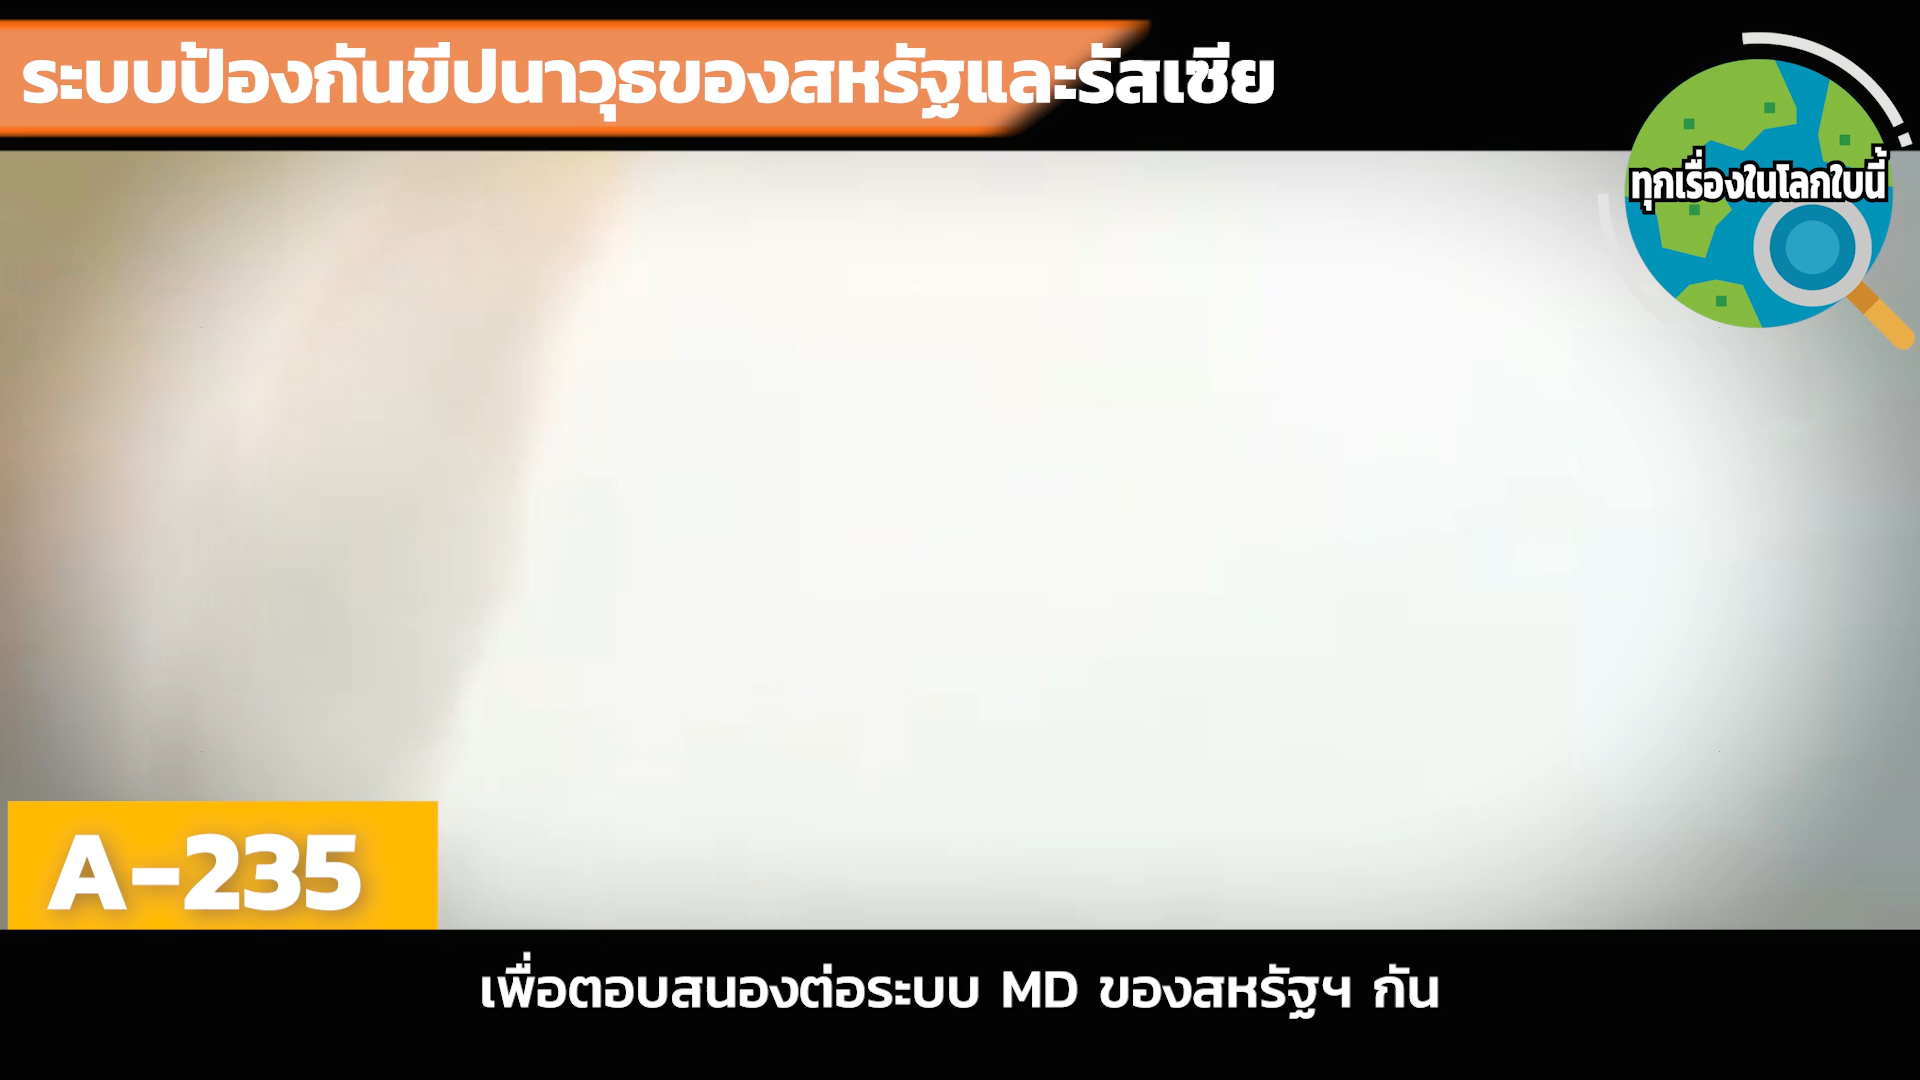 ระบบป้องกันขีปนาวุธของสหรัฐและรัสเซีย
ทุกเรื่องในโลกใบนี้
A-235
เพื่อตอบสนองต่อระบบ MD ของสหรัฐฯ กัน